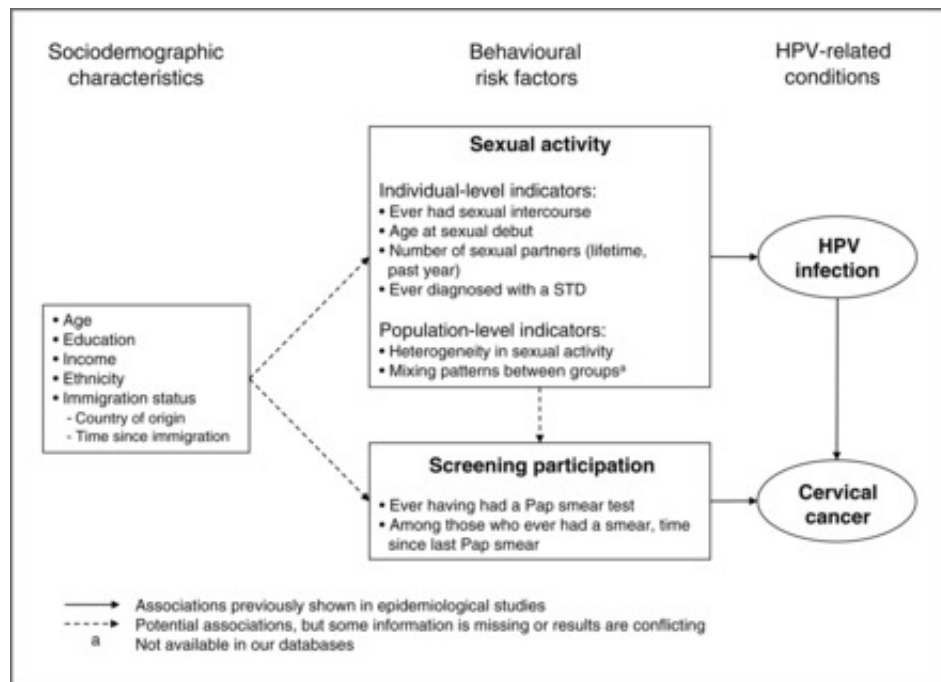 Sociodemographic
characteristics
Behavioural
risk factors
HPV-related
conditions
Sexual activity
Individual-level indicators:
• Ever had sexual intercourse
• Age at sexual debut
• Number of sexual partners (lifetime,
past year)
• Ever diagnosed with a STD
Population-level indicators:
• Heterogeneity in sexual activity
• Mixing patterns between groupsᵃ
HPV
infection
• Age
• Education
• Income
• Ethnicity
• Immigration status
- Country of origin
- Time since immigration
Screening participation
• Ever having had a Pap smear test
• Among those who ever had a smear, time
since last Pap smear
Cervical
cancer
Associations previously shown in epidemiological studies
Potential associations, but some information is missing or results are conflicting
a Not available in our databases